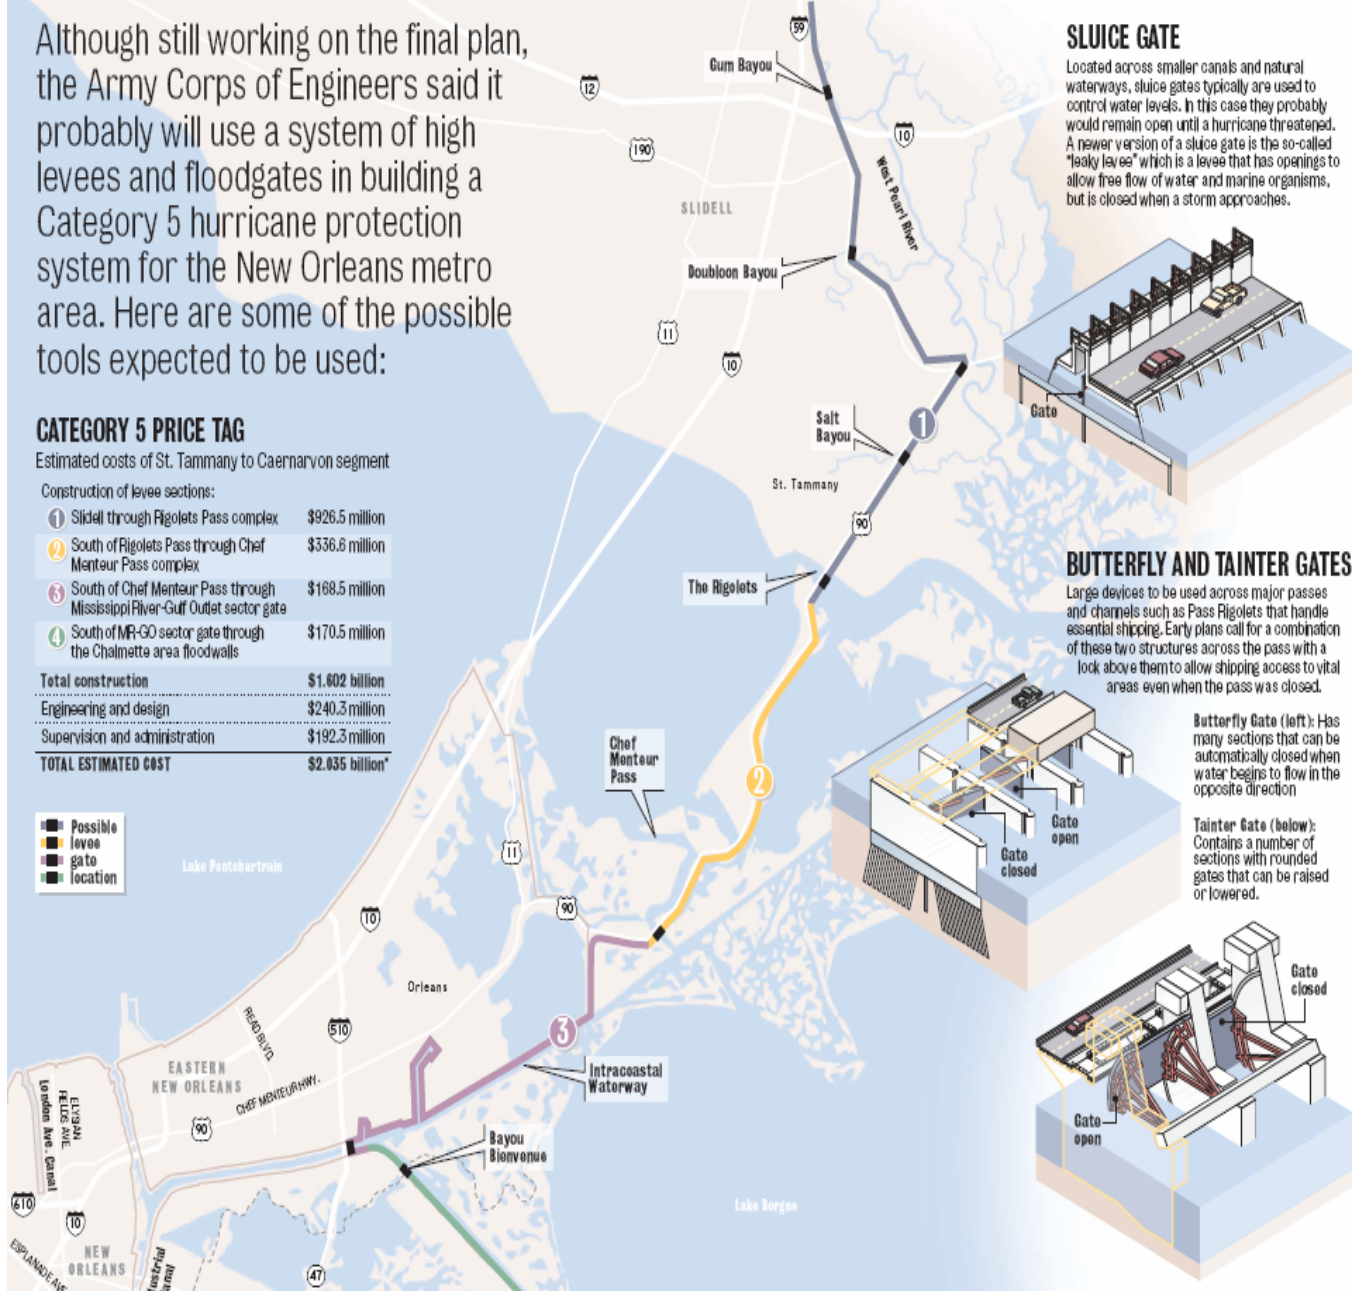 Although still working on the final plan,
the Army Corps of Engineers said it
probably will use a system of high
levees and floodgates in building a
Category 5 hurricane protection
system for the New Orleans metro
area. Here are some of the possible
tools expected to be used:
CATEGORY 5 PRICE TAG
Estimated costs of St. Tammany to Caernarvon segment
Construction of levee sections:
1 Slidell through Rigolets Pass complex $926.5 million
2 South of Rigolets Pass through Chef $336.6 million
Menteur Pass complex
3 South of Chef Menteur Pass through $168.5 million
Mississippi River-Gulf Outlet sector gate
4 South of MR-GO sector gate through $170.5 million
the Chalmette area floodwalls
Total construction $1.602 billion
Engineering and design $240.3 million
Supervision and administration $192.3 million
TOTAL ESTIMATED COST $2.035 billion*
Possible
levee
gate
location
59
Gum Bayou
12
10
190
West Pearl River
SLIDELL
Doubloon Bayou
11
10
Salt
Bayou
1
St. Tammany
90
The Rigolets
Chef
Menteur
Pass
2
11
90
Lake Pontchartrain
10
Orleans
510
READ BLVD.
3
EASTERN
NEW ORLEANS
CHEF MENTEUR HWY.
Intracoastal
Waterway
ELYSIAN
FIELDS AVE.
London Ave. Canal
90
Bayou
Bienvenue
Lake Borgne
610
10
NEW
ORLEANS
ESPLANADE AVE
ustrial
anal
47
SLUICE GATE
Located across smaller canals and natural
waterways, sluice gates typically are used to
control water levels. In this case they probably
would remain open until a hurricane threatened.
A newer version of a sluice gate is the so-called
"leaky levee" which is a levee that has openings to
allow free flow of water and marine organisms,
but is closed when a storm approaches.
Gate
BUTTERFLY AND TAINTER GATES
Large devices to be used across major passes
and channels such as Pass Rigolets that handle
essential shipping. Early plans call for a combination
of these two structures across the pass with a
lock above them to allow shipping access to vital
areas even when the pass was closed.
Butterfly Gate (left): Has
many sections that can be
automatically closed when
water begins to flow in the
opposite direction
Gate
open
Gate
closed
Tainter Gate (below):
Contains a number of
sections with rounded
gates that can be raised
or lowered.
Gate
closed
Gate
open